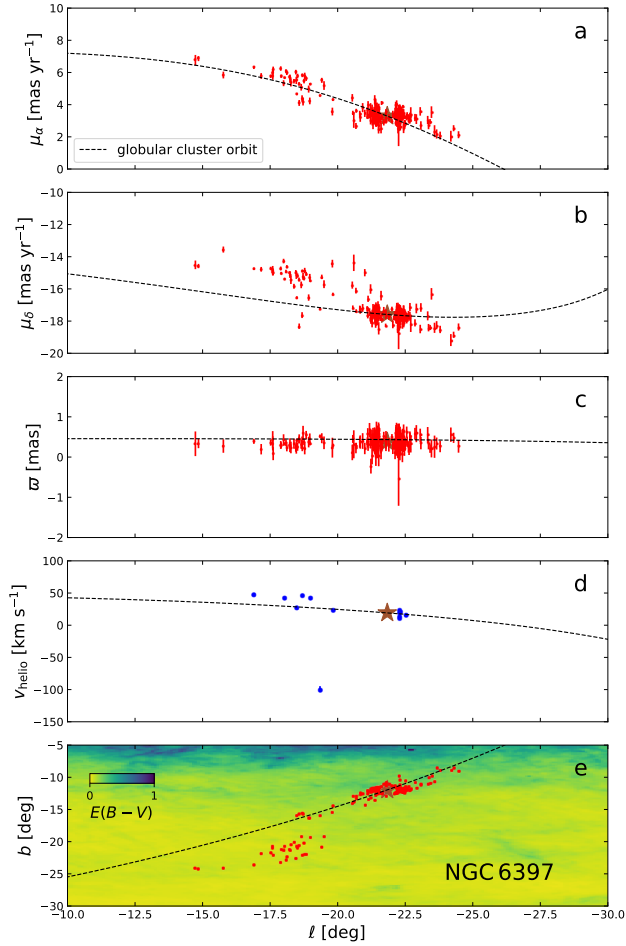 a
μα [mas yr⁻¹]
10
8
6
4
2
0
globular cluster orbit
b
μδ [mas yr⁻¹]
−10
−12
−14
−16
−18
−20
c
ϖ [mas]
2
1
0
−1
−2
d
v_helio [km s⁻¹]
100
50
0
−50
−100
−150
e
b [deg]
−5
−10
−15
−20
−25
−30
0 1
E(B − V)
NGC 6397
−10.0 −12.5 −15.0 −17.5 −20.0 −22.5 −25.0 −27.5 −30.0
ℓ [deg]